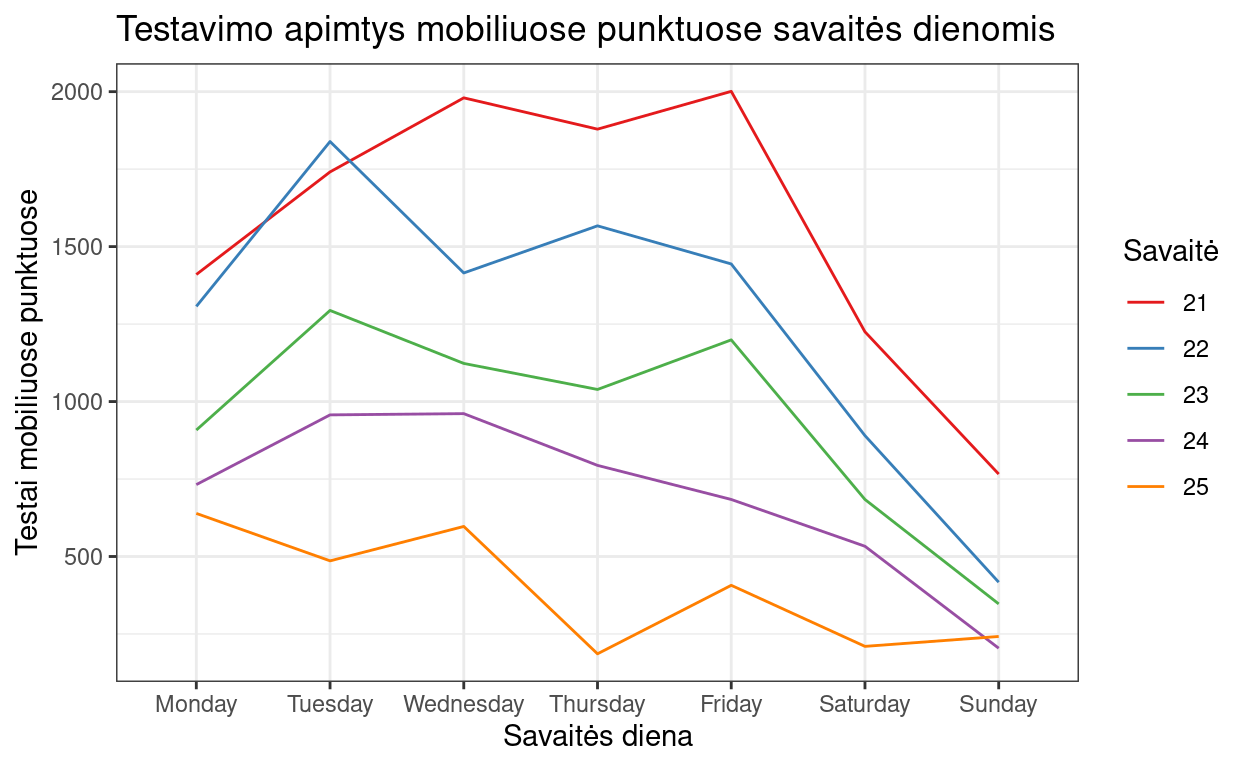 Testavimo apimtys mobiliuose punktuose savaitės dienomis
Testai mobiliuose punktuose
2000
1500
1000
500
Monday Tuesday Wednesday Thursday Friday Saturday Sunday
Savaitės diena
Savaitė
21
22
23
24
25